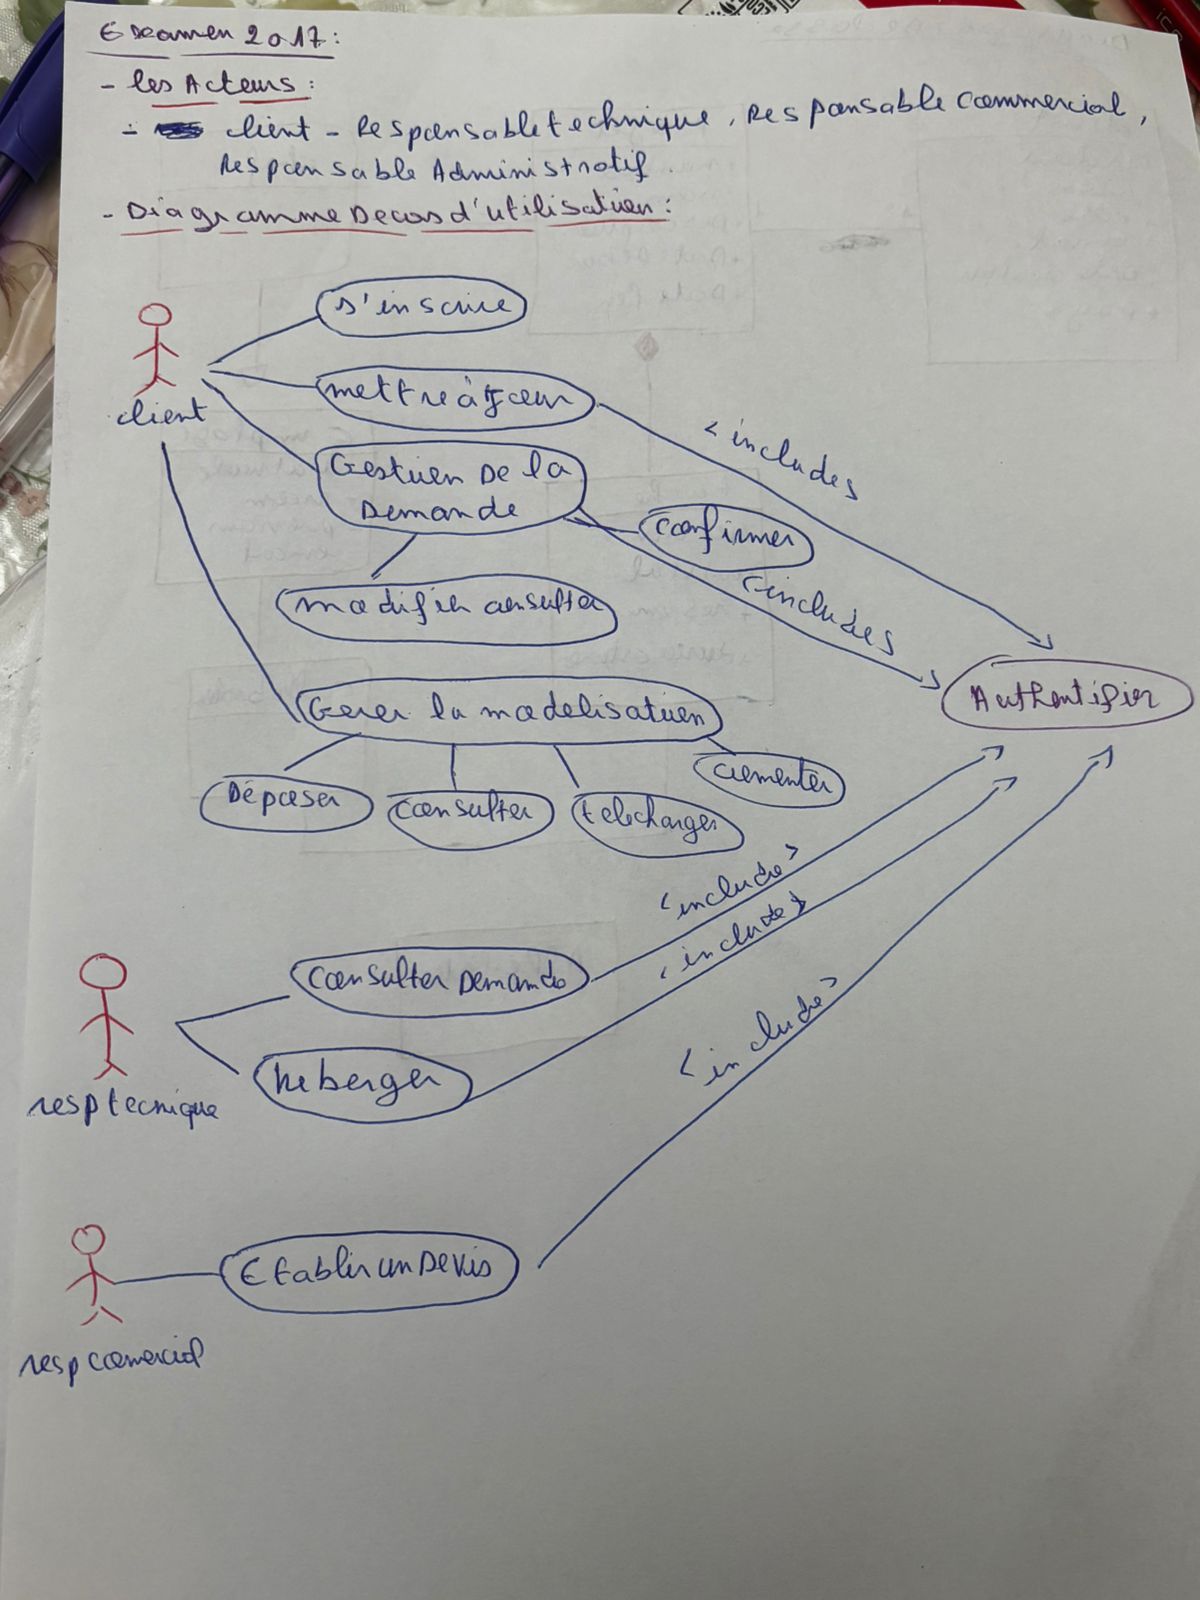 Examen 2017:
- les Acteurs:
- client - Responsable technique, Responsable Commercial,
Responsable Administratif.
- Diagramme De cas d'utilisation:
s'inscrire
mettre à jour
client
<includes
Gestion De la
Demande
confirmer
modifier consulter
<includes
Authentifier
Gerer la modelisation
Déposer
consulter
telecharger
<include>
<include>
consulter Demande
heberger
resp tecnique
<include>
Etablir un Devis
resp comercial